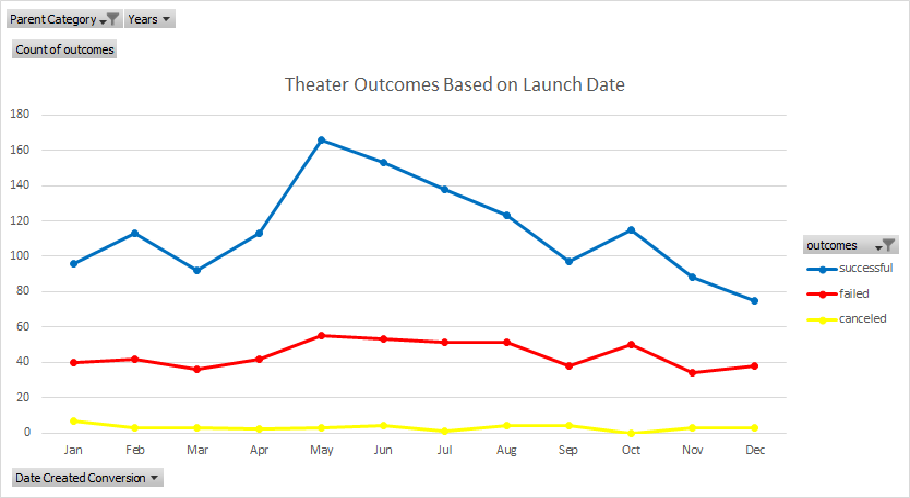 Parent Category Years
Count of outcomes
Theater Outcomes Based on Launch Date
180
160
140
120
100
80
60
40
20
0
Jan Feb Mar Apr May Jun Jul Aug Sep Oct Nov Dec
outcomes
successful
failed
canceled
Date Created Conversion